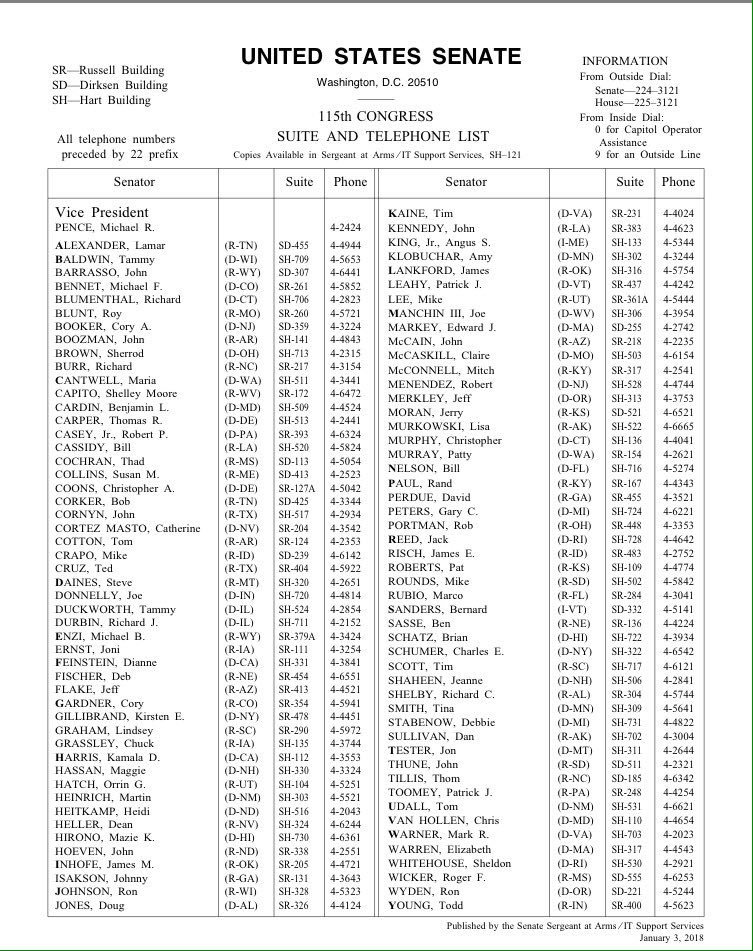 SR—Russell Building
SD—Dirksen Building
SH—Hart Building
All telephone numbers
preceded by 22 prefix
UNITED STATES SENATE
Washington, D.C. 20510
115th CONGRESS
SUITE AND TELEPHONE LIST
Copies Available in Sergeant at Arms/IT Support Services, SH–121
INFORMATION
From Outside Dial:
Senate—224–3121
House—225–3121
From Inside Dial:
0 for Capitol Operator
Assistance
9 for an Outside Line
Senator Suite Phone
Vice President
PENCE, Michael R. 4-2424
ALEXANDER, Lamar (R-TN) SD-455 4-4944
BALDWIN, Tammy (D-WI) SH-709 4-5653
BARRASSO, John (R-WY) SD-307 4-6441
BENNET, Michael F. (D-CO) SR-261 4-5852
BLUMENTHAL, Richard (D-CT) SH-706 4-2823
BLUNT, Roy (R-MO) SR-260 4-5721
BOOKER, Cory A. (D-NJ) SD-359 4-3224
BOOZMAN, John (R-AR) SH-141 4-4843
BROWN, Sherrod (D-OH) SH-713 4-2315
BURR, Richard (R-NC) SR-217 4-3154
CANTWELL, Maria (D-WA) SH-511 4-3441
CAPITO, Shelley Moore (R-WV) SR-172 4-6472
CARDIN, Benjamin L. (D-MD) SH-509 4-4524
CARPER, Thomas R. (D-DE) SH-513 4-2441
CASEY, Jr., Robert P. (D-PA) SR-393 4-6324
CASSIDY, Bill (R-LA) SH-520 4-5824
COCHRAN, Thad (R-MS) SD-113 4-5054
COLLINS, Susan M. (R-ME) SD-413 4-2523
COONS, Christopher A. (D-DE) SR-127A 4-5042
CORKER, Bob (R-TN) SD-425 4-3344
CORNYN, John (R-TX) SH-517 4-2934
CORTEZ MASTO, Catherine (D-NV) SR-204 4-3542
COTTON, Tom (R-AR) SR-124 4-2353
CRAPO, Mike (R-ID) SD-239 4-6142
CRUZ, Ted (R-TX) SR-404 4-5922
DAINES, Steve (R-MT) SH-320 4-2651
DONNELLY, Joe (D-IN) SH-720 4-4814
DUCKWORTH, Tammy (D-IL) SH-524 4-2854
DURBIN, Richard J. (D-IL) SH-711 4-2152
ENZI, Michael B. (R-WY) SR-379A 4-3424
ERNST, Joni (R-IA) SR-111 4-3254
FEINSTEIN, Dianne (D-CA) SH-331 4-3841
FISCHER, Deb (R-NE) SR-454 4-6551
FLAKE, Jeff (R-AZ) SR-413 4-4521
GARDNER, Cory (R-CO) SR-354 4-5941
GILLIBRAND, Kirsten E. (D-NY) SR-478 4-4451
GRAHAM, Lindsey (R-SC) SR-290 4-5972
GRASSLEY, Chuck (R-IA) SH-135 4-3744
HARRIS, Kamala D. (D-CA) SH-112 4-3553
HASSAN, Maggie (D-NH) SH-330 4-3324
HATCH, Orrin G. (R-UT) SH-104 4-5251
HEINRICH, Martin (D-NM) SH-303 4-5521
HEITKAMP, Heidi (D-ND) SH-516 4-2043
HELLER, Dean (R-NV) SH-324 4-6244
HIRONO, Mazie K. (D-HI) SH-730 4-6361
HOEVEN, John (R-ND) SR-338 4-2551
INHOFE, James M. (R-OK) SR-205 4-4721
ISAKSON, Johnny (R-GA) SR-131 4-3643
JOHNSON, Ron (R-WI) SH-328 4-5323
JONES, Doug (D-AL) SR-326 4-4124
Senator Suite Phone
KAINE, Tim (D-VA) SR-231 4-4024
KENNEDY, John (R-LA) SR-383 4-4623
KING, Jr., Angus S. (I-ME) SH-133 4-5344
KLOBUCHAR, Amy (D-MN) SH-302 4-3244
LANKFORD, James (R-OK) SH-316 4-5754
LEAHY, Patrick J. (D-VT) SR-437 4-4242
LEE, Mike (R-UT) SR-361A 4-5444
MANCHIN III, Joe (D-WV) SH-306 4-3954
MARKEY, Edward J. (D-MA) SD-255 4-2742
McCAIN, John (R-AZ) SR-218 4-2235
McCASKILL, Claire (D-MO) SH-503 4-6154
McCONNELL, Mitch (R-KY) SR-317 4-2541
MENENDEZ, Robert (D-NJ) SH-528 4-4744
MERKLEY, Jeff (D-OR) SH-313 4-3753
MORAN, Jerry (R-KS) SD-521 4-6521
MURKOWSKI, Lisa (R-AK) SH-522 4-6665
MURPHY, Christopher (D-CT) SH-136 4-4041
MURRAY, Patty (D-WA) SR-154 4-2621
NELSON, Bill (D-FL) SH-716 4-5274
PAUL, Rand (R-KY) SR-167 4-4343
PERDUE, David (R-GA) SR-455 4-3521
PETERS, Gary C. (D-MI) SH-724 4-6221
PORTMAN, Rob (R-OH) SR-448 4-3353
REED, Jack (D-RI) SH-728 4-4642
RISCH, James E. (R-ID) SR-483 4-2752
ROBERTS, Pat (R-KS) SH-109 4-4774
ROUNDS, Mike (R-SD) SH-502 4-5842
RUBIO, Marco (R-FL) SR-284 4-3041
SANDERS, Bernard (I-VT) SD-332 4-5141
SASSE, Ben (R-NE) SR-136 4-4224
SCHATZ, Brian (D-HI) SH-722 4-3934
SCHUMER, Charles E. (D-NY) SH-322 4-6542
SCOTT, Tim (R-SC) SH-717 4-6121
SHAHEEN, Jeanne (D-NH) SH-506 4-2841
SHELBY, Richard C. (R-AL) SR-304 4-5744
SMITH, Tina (D-MN) SH-309 4-5641
STABENOW, Debbie (D-MI) SH-731 4-4822
SULLIVAN, Dan (R-AK) SH-702 4-3004
TESTER, Jon (D-MT) SH-311 4-2644
THUNE, John (R-SD) SD-511 4-2321
TILLIS, Thom (R-NC) SD-185 4-6342
TOOMEY, Patrick J. (R-PA) SR-248 4-4254
UDALL, Tom (D-NM) SH-531 4-6621
VAN HOLLEN, Chris (D-MD) SH-110 4-4654
WARNER, Mark R. (D-VA) SH-703 4-2023
WARREN, Elizabeth (D-MA) SH-317 4-4543
WHITEHOUSE, Sheldon (D-RI) SH-530 4-2921
WICKER, Roger F. (R-MS) SD-555 4-6253
WYDEN, Ron (D-OR) SD-221 4-5244
YOUNG, Todd (R-IN) SR-400 4-5623
Published by the Senate Sergeant at Arms/IT Support Services
January 3, 2018